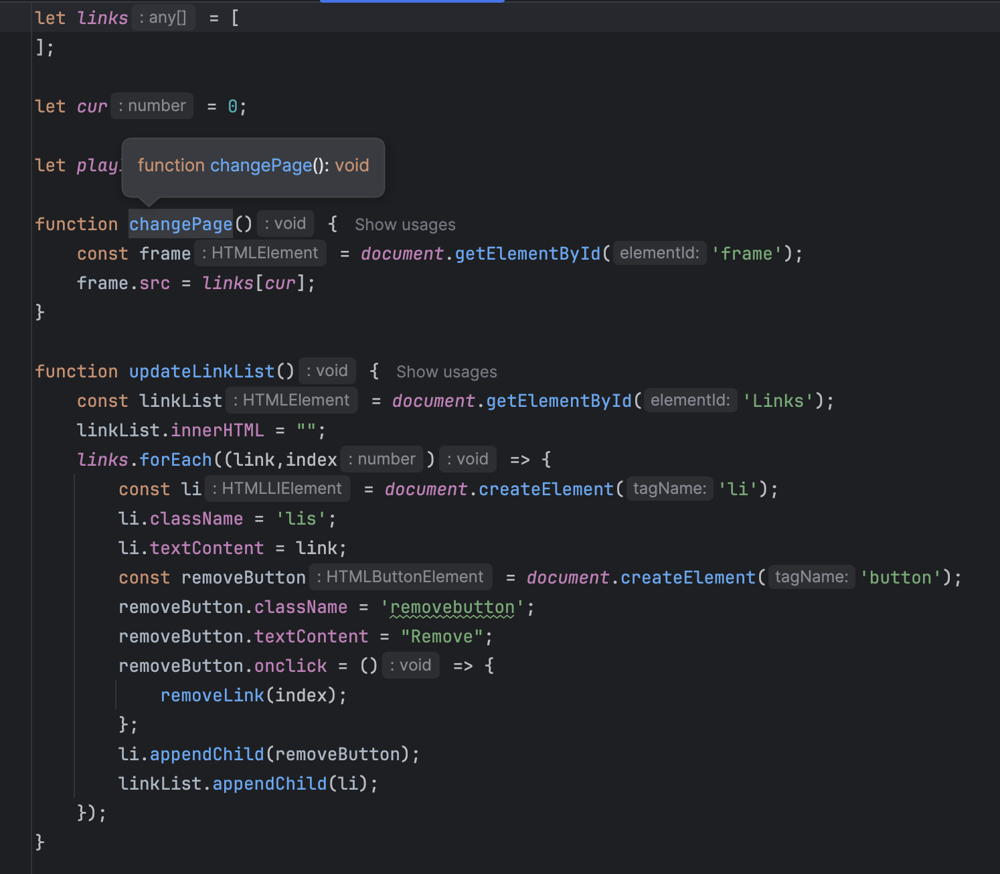 let links : any[] = [
];
let cur : number = 0;
let play
function changePage(): void
function changePage() : void { Show usages
const frame : HTMLElement = document.getElementById( elementId: 'frame');
frame.src = links[cur];
}
function updateLinkList() : void { Show usages
const linkList : HTMLElement = document.getElementById( elementId: 'Links');
linkList.innerHTML = "";
links.forEach((link,index : number ) : void => {
const li : HTMLLIElement = document.createElement( tagName: 'li');
li.className = 'lis';
li.textContent = link;
const removeButton : HTMLButtonElement = document.createElement( tagName: 'button');
removeButton.className = 'removebutton';
removeButton.textContent = "Remove";
removeButton.onclick = () : void => {
removeLink(index);
};
li.appendChild(removeButton);
linkList.appendChild(li);
});
}